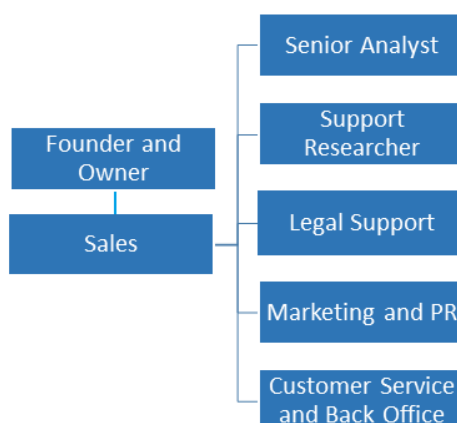 Founder and
Owner
Sales
Senior Analyst
Support
Researcher
Legal Support
Marketing and PR
Customer Service
and Back Office